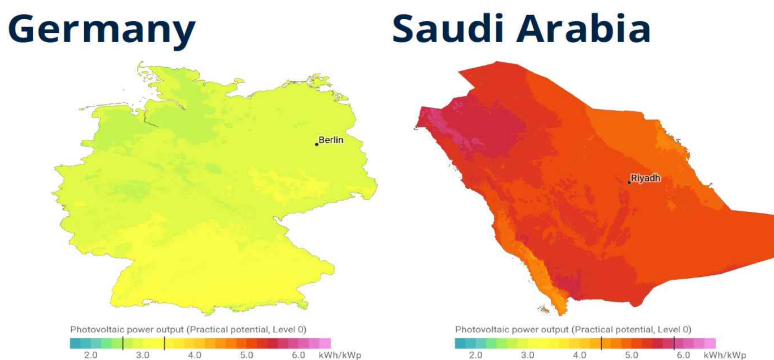 Germany
Saudi Arabia
Berlin
Riyadh
Photovoltaic power output (Practical potential, Level 0)
2.0 3.0 4.0 5.0 6.0 kWh/kWp
Photovoltaic power output (Practical potential, Level 0)
2.0 3.0 4.0 5.0 6.0 kWh/kWp